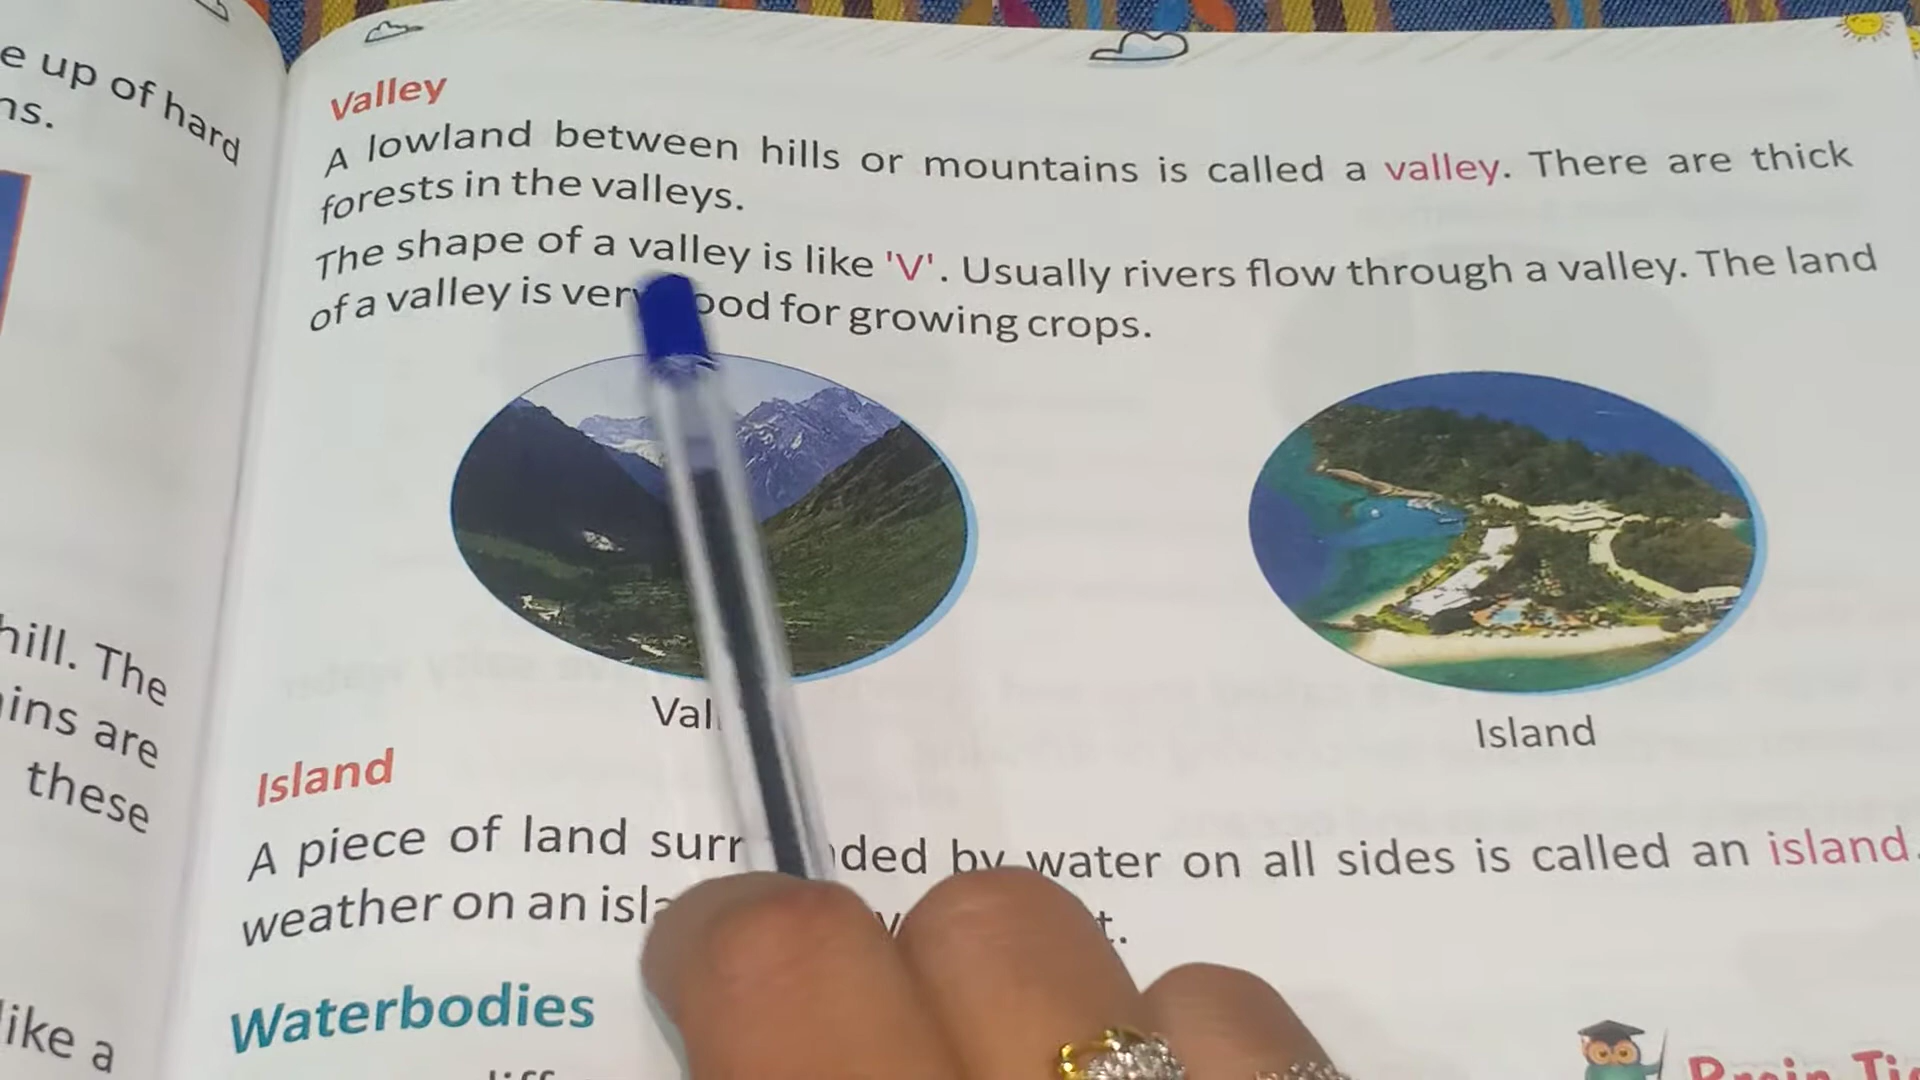 e up of hard
ns.
hill. The
ins are
these
like a
Valley
A lowland between hills or mountains is called a valley. There are thick
forests in the valleys.
The shape of a valley is like 'V'. Usually rivers flow through a valley. The land
of a valley is very ood for growing crops.
Val
Island
Island
A piece of land surr ded by water on all sides is called an island.
weather on an isl
Waterbodies